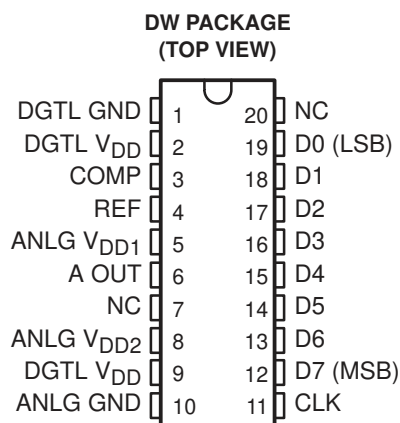 DW PACKAGE
(TOP VIEW)
DGTL GND 1 20 NC
DGTL VDD 2 19 D0 (LSB)
COMP 3 18 D1
REF 4 17 D2
ANLG VDD1 5 16 D3
A OUT 6 15 D4
NC 7 14 D5
ANLG VDD2 8 13 D6
DGTL VDD 9 12 D7 (MSB)
ANLG GND 10 11 CLK